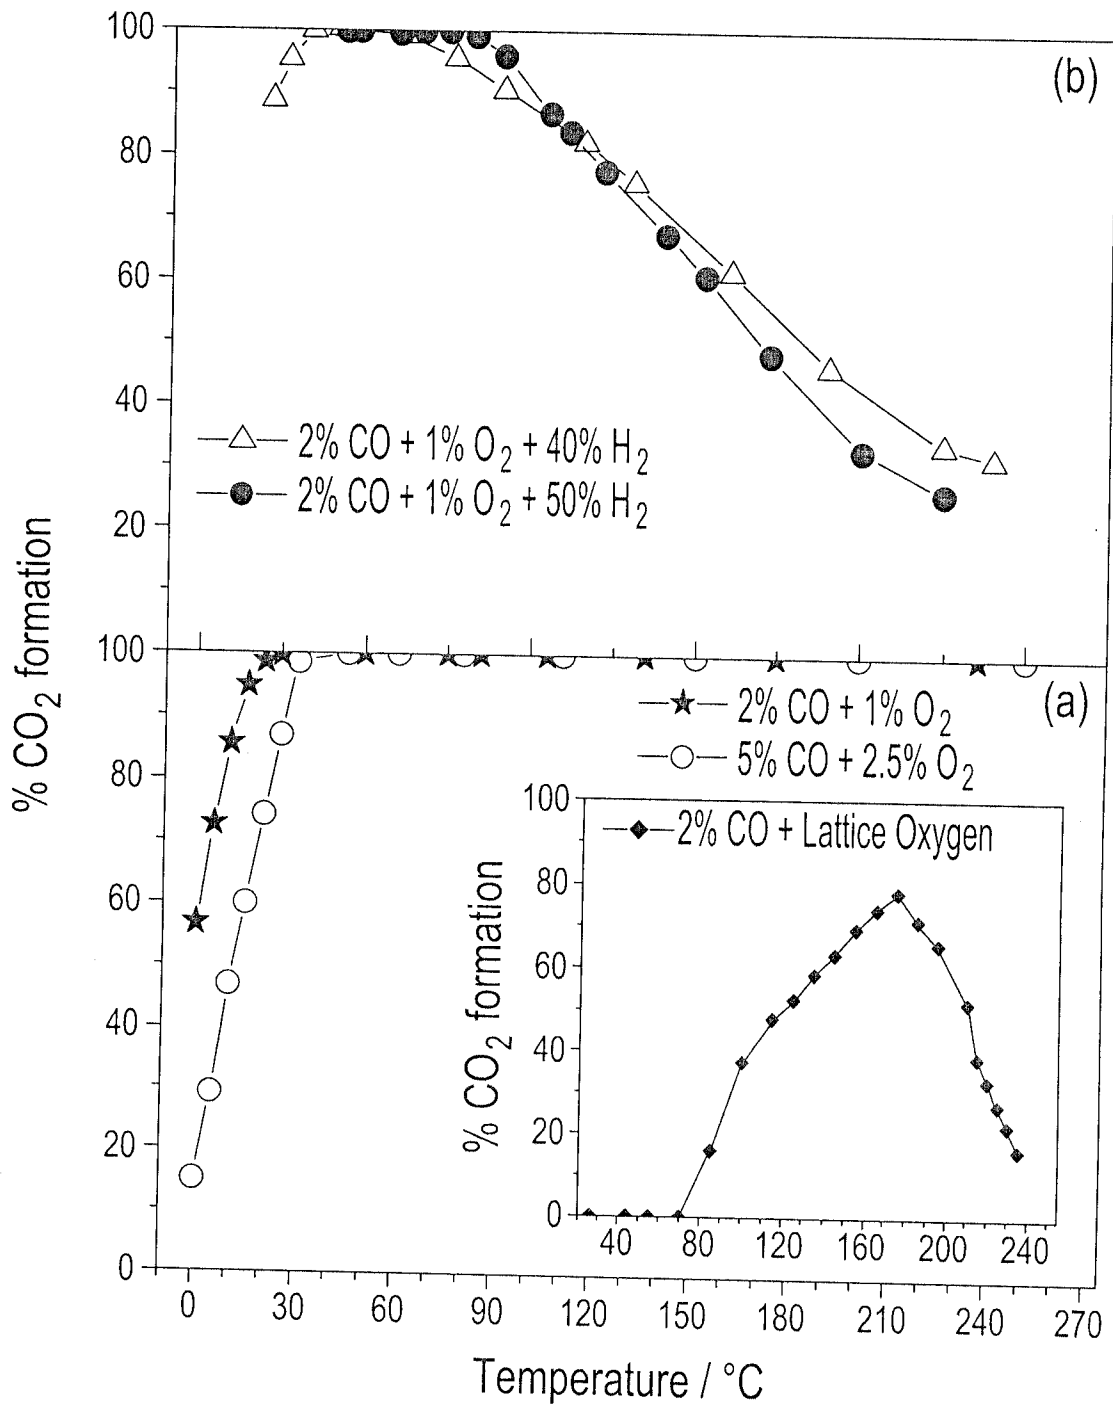 100
80
60
40
20
(b)
2% CO + 1% O₂ + 40% H₂
2% CO + 1% O₂ + 50% H₂
% CO₂ formation
100
80
60
40
20
0
(a)
2% CO + 1% O₂
5% CO + 2.5% O₂
100
80
60
40
20
0
% CO₂ formation
2% CO + Lattice Oxygen
40 80 120 160 200 240
0 30 60 90 120 150 180 210 240 270
Temperature / °C